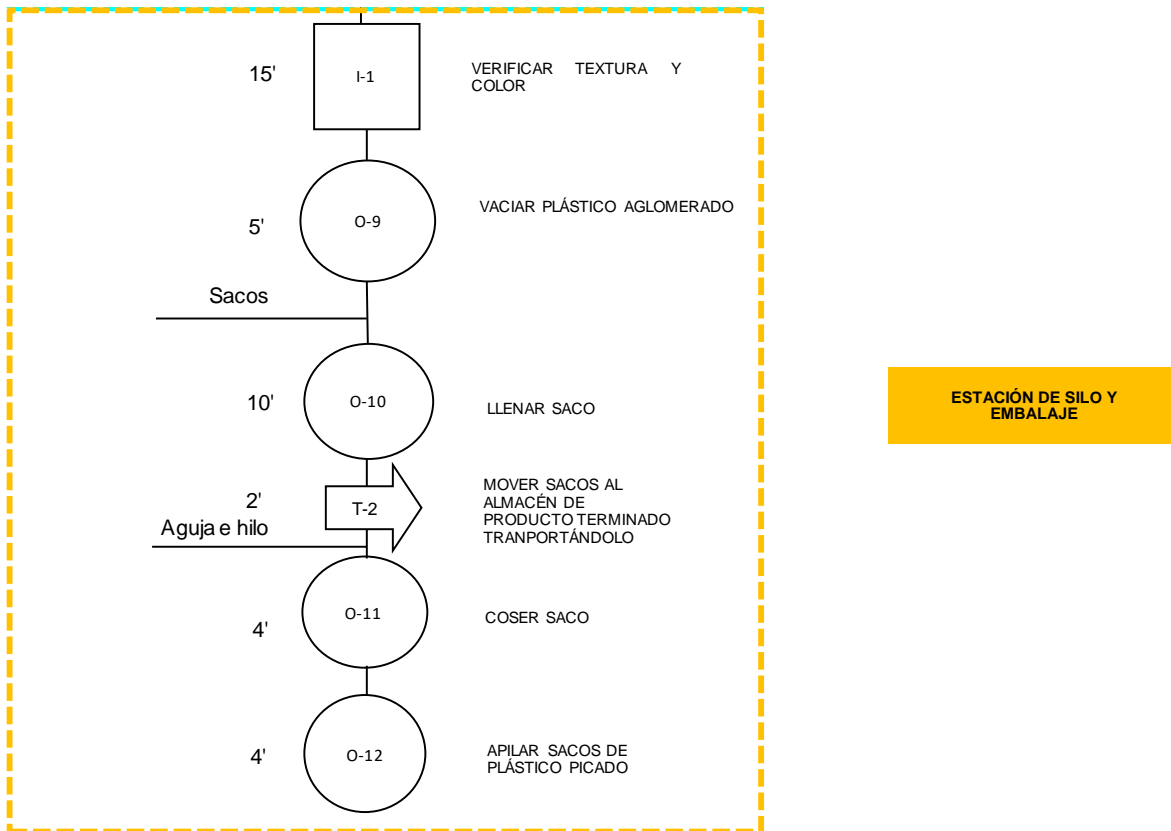 15'
I-1
VERIFICAR TEXTURA Y
COLOR
5'
O-9
VACIAR PLÁSTICO AGLOMERADO
Sacos
10'
O-10
LLENAR SACO
2'
T-2
MOVER SACOS AL
ALMACÉN DE
PRODUCTO TERMINADO
TRANPORTÁNDOLO
Aguja e hilo
4'
O-11
COSER SACO
4'
O-12
APILAR SACOS DE
PLÁSTICO PICADO
ESTACIÓN DE SILO Y
EMBALAJE